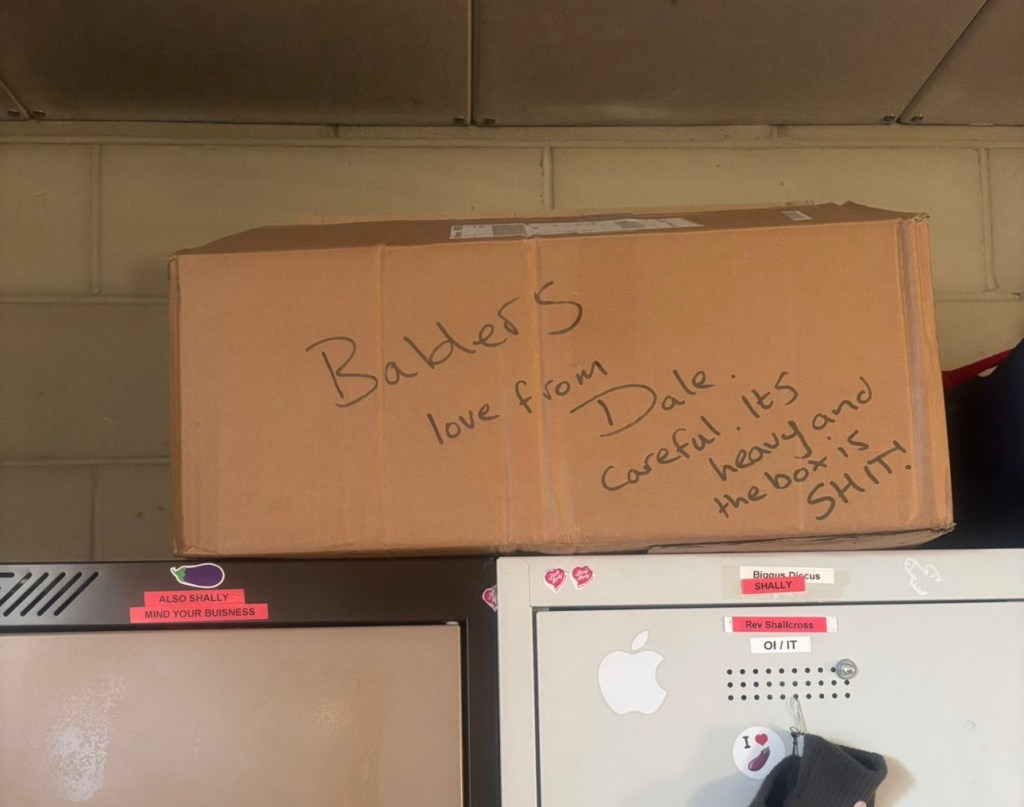 Balders
love from
Dale.
Careful. Its
heavy and
the box is
SHIT!
ALSO SHALLY
MIND YOUR BUISNESS
Biggus Diccus
SHALLY
Rev Shallcross
OI / IT
I